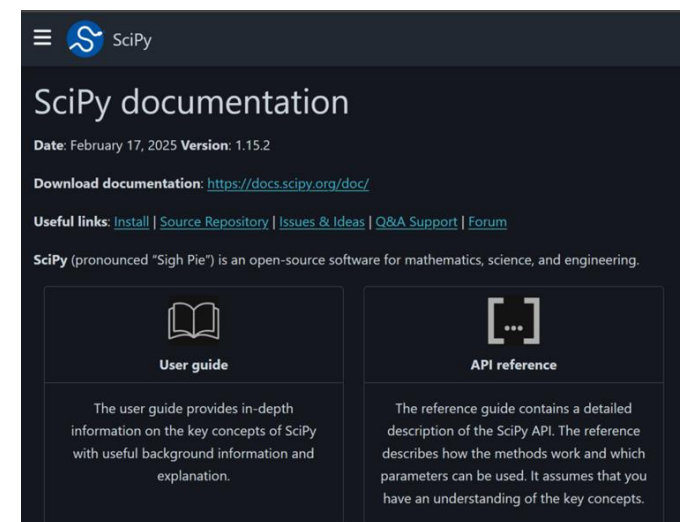 SciPy
SciPy documentation
Date: February 17, 2025 Version: 1.15.2
Download documentation: https://docs.scipy.org/doc/
Useful links: Install | Source Repository | Issues & Ideas | Q&A Support | Forum
SciPy (pronounced “Sigh Pie”) is an open-source software for mathematics, science, and engineering.
User guide
The user guide provides in-depth
information on the key concepts of SciPy
with useful background information and
explanation.
[...]
API reference
The reference guide contains a detailed
description of the SciPy API. The reference
describes how the methods work and which
parameters can be used. It assumes that you
have an understanding of the key concepts.